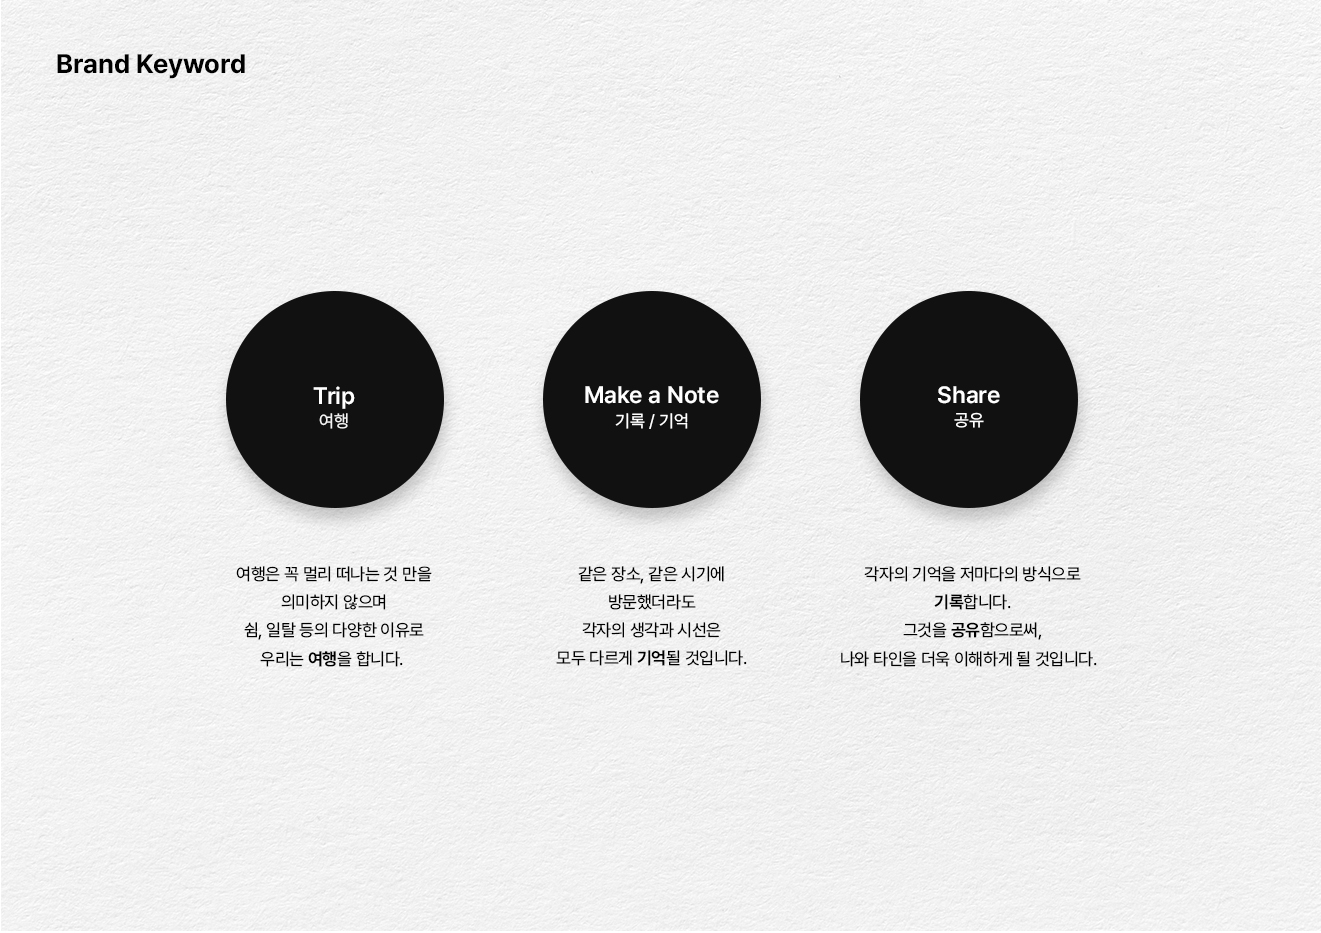 Brand Keyword
Trip
여행
Make a Note
기록 / 기억
Share
공유
여행은 꼭 멀리 떠나는 것 만을
의미하지 않으며
쉼, 일탈 등의 다양한 이유로
우리는 여행을 합니다.
같은 장소, 같은 시기에
방문했더라도
각자의 생각과 시선은
모두 다르게 기억될 것입니다.
각자의 기억을 저마다의 방식으로
기록합니다.
그것을 공유함으로써,
나와 타인을 더욱 이해하게 될 것입니다.